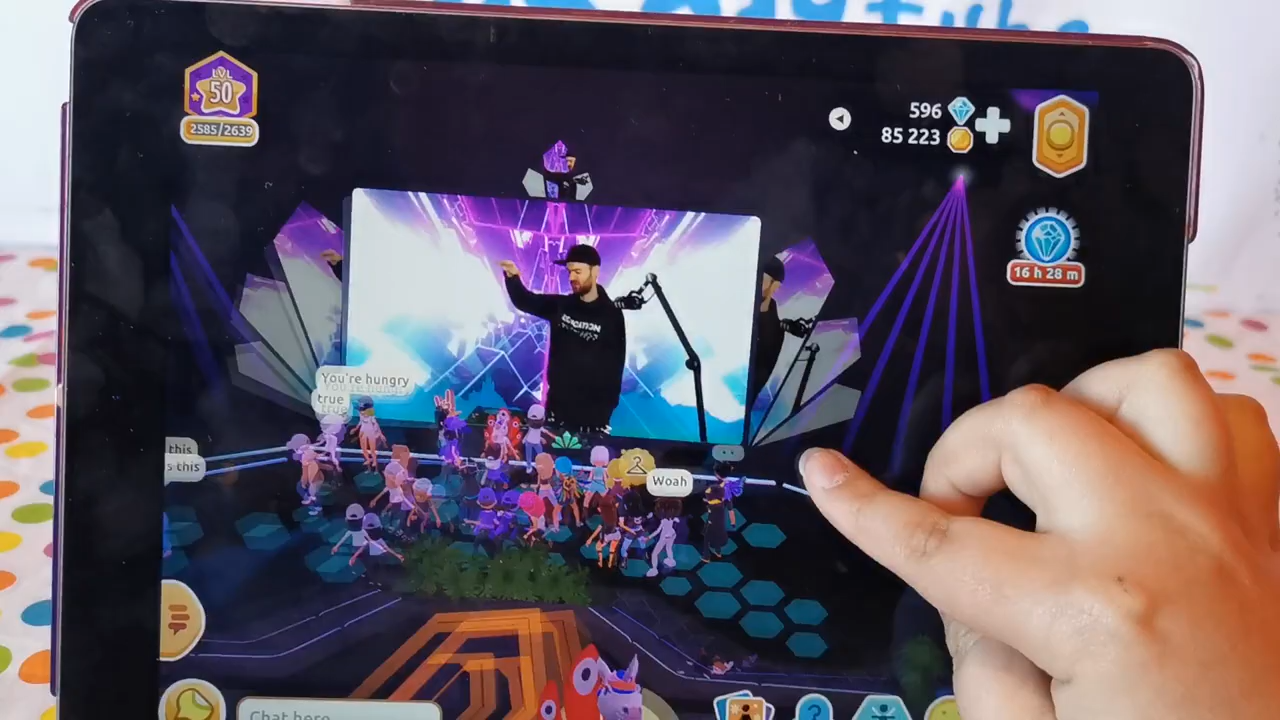 LVL
50
2585/2639
596
85 223
16 h 28 m
You're hungry
true
this
s this
Woah
Chat here